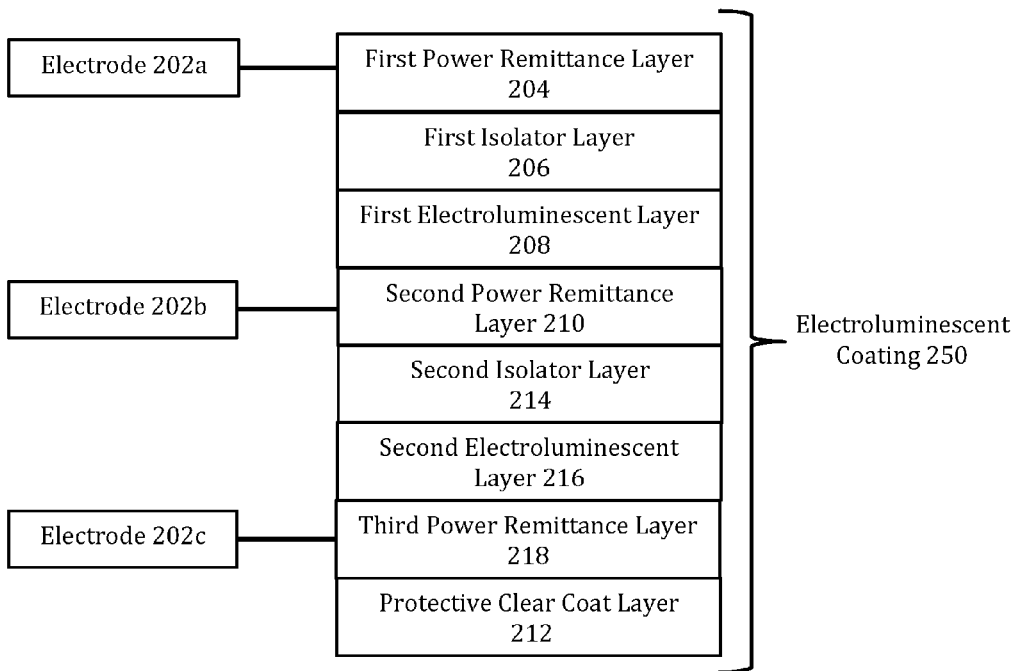 Electrode 202a
First Power Remittance Layer
204
First Isolator Layer
206
First Electroluminescent Layer
208
Electrode 202b
Second Power Remittance
Layer 210
Electroluminescent
Coating 250
Second Isolator Layer
214
Second Electroluminescent
Layer 216
Electrode 202c
Third Power Remittance Layer
218
Protective Clear Coat Layer
212